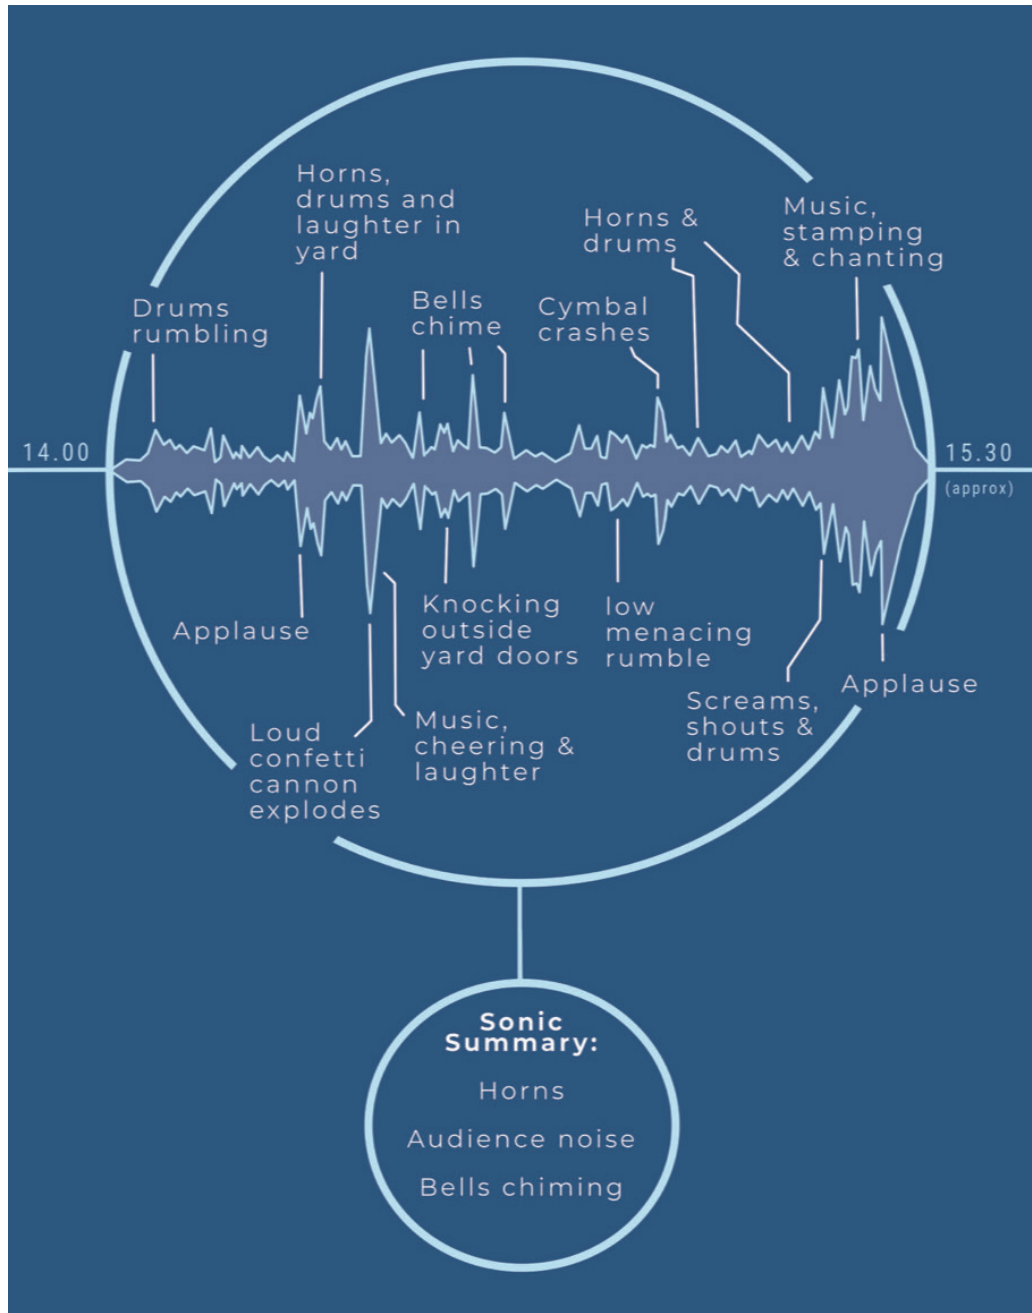 Horns,
drums and
laughter in
yard
Music,
stamping
& chanting
Horns &
drums
Drums
rumbling
Bells
chime
Cymbal
crashes
14.00
15.30
(approx)
Applause
Knocking
outside
yard doors
low
menacing
rumble
Screams,
shouts &
drums
Applause
Loud
confetti
cannon
explodes
Music,
cheering &
laughter
Sonic
Summary:
Horns
Audience noise
Bells chiming